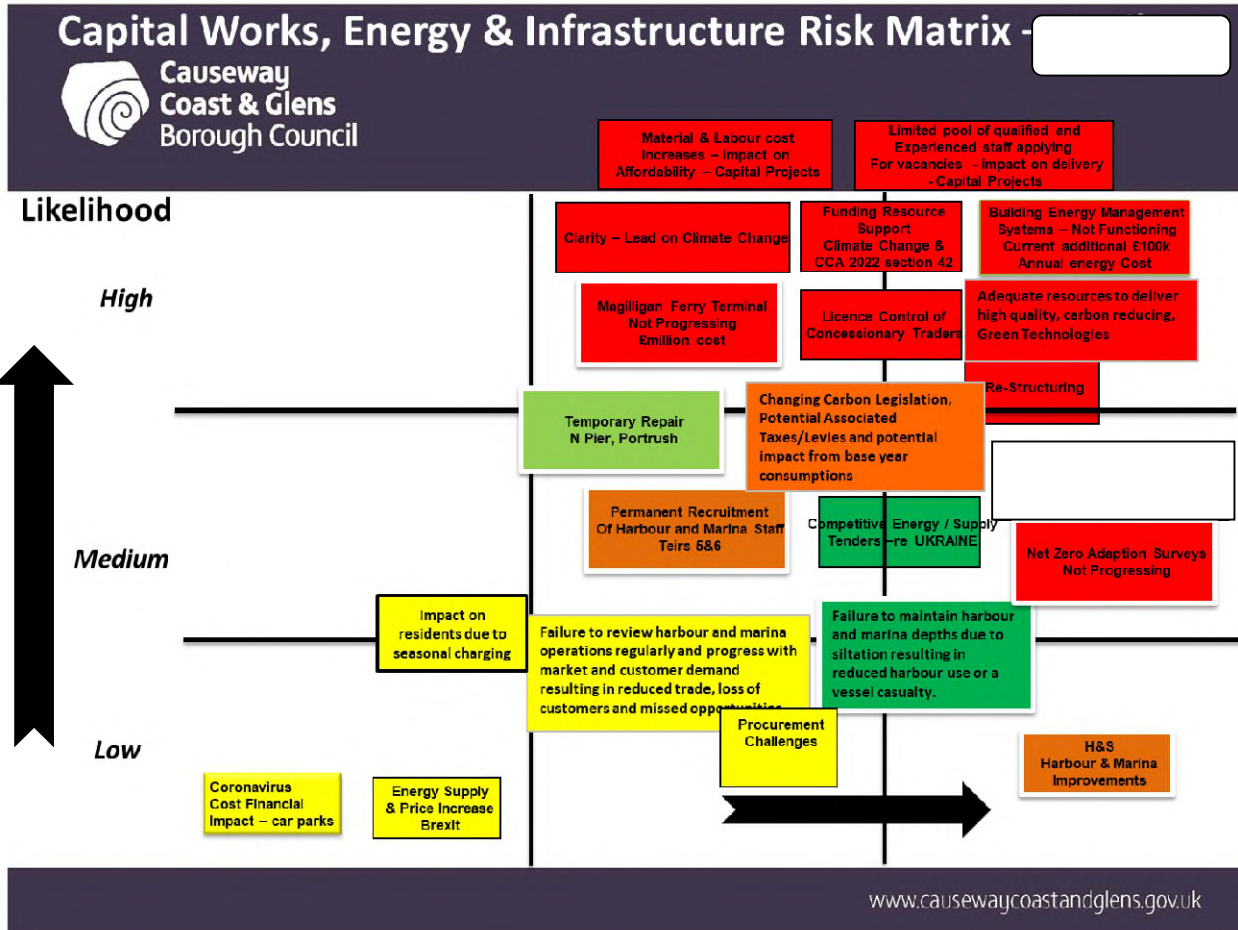 Capital Works, Energy & Infrastructure Risk Matrix -
Causeway
Coast & Glens
Borough Council
Material & Labour cost
Increases – Impact on
Affordability – Capital Projects
Limited pool of qualified and
Experienced staff applying
For vacancies - impact on delivery
- Capital Projects
Likelihood
High
Clarity – Lead on Climate Change
Funding Resource
Support
Climate Change &
CCA 2022 section 42
Building Energy Management
Systems – Not Functioning
Current additional £100k
Annual energy Cost
Magilligan Ferry Terminal
Not Progressing
£million cost
Licence Control of
Concessionary Traders
Adequate resources to deliver
high quality, carbon reducing,
Green Technologies
Re-Structuring
Temporary Repair
N Pier, Portrush
Changing Carbon Legislation,
Potential Associated
Taxes/Levies and potential
impact from base year
consumptions
Medium
Permanent Recruitment
Of Harbour and Marina Staff
Teirs 5&6
Competitive Energy / Supply
Tenders –re UKRAINE
Net Zero Adaption Surveys
Not Progressing
Impact on
residents due to
seasonal charging
Failure to review harbour and marina
operations regularly and progress with
market and customer demand
resulting in reduced trade, loss of
customers and missed opportunities
Failure to maintain harbour
and marina depths due to
siltation resulting in
reduced harbour use or a
vessel casualty.
Low
Procurement
Challenges
H&S
Harbour & Marina
Improvements
Coronavirus
Cost Financial
Impact – car parks
Energy Supply
& Price Increase
Brexit
www.causewaycoastandglens.gov.uk